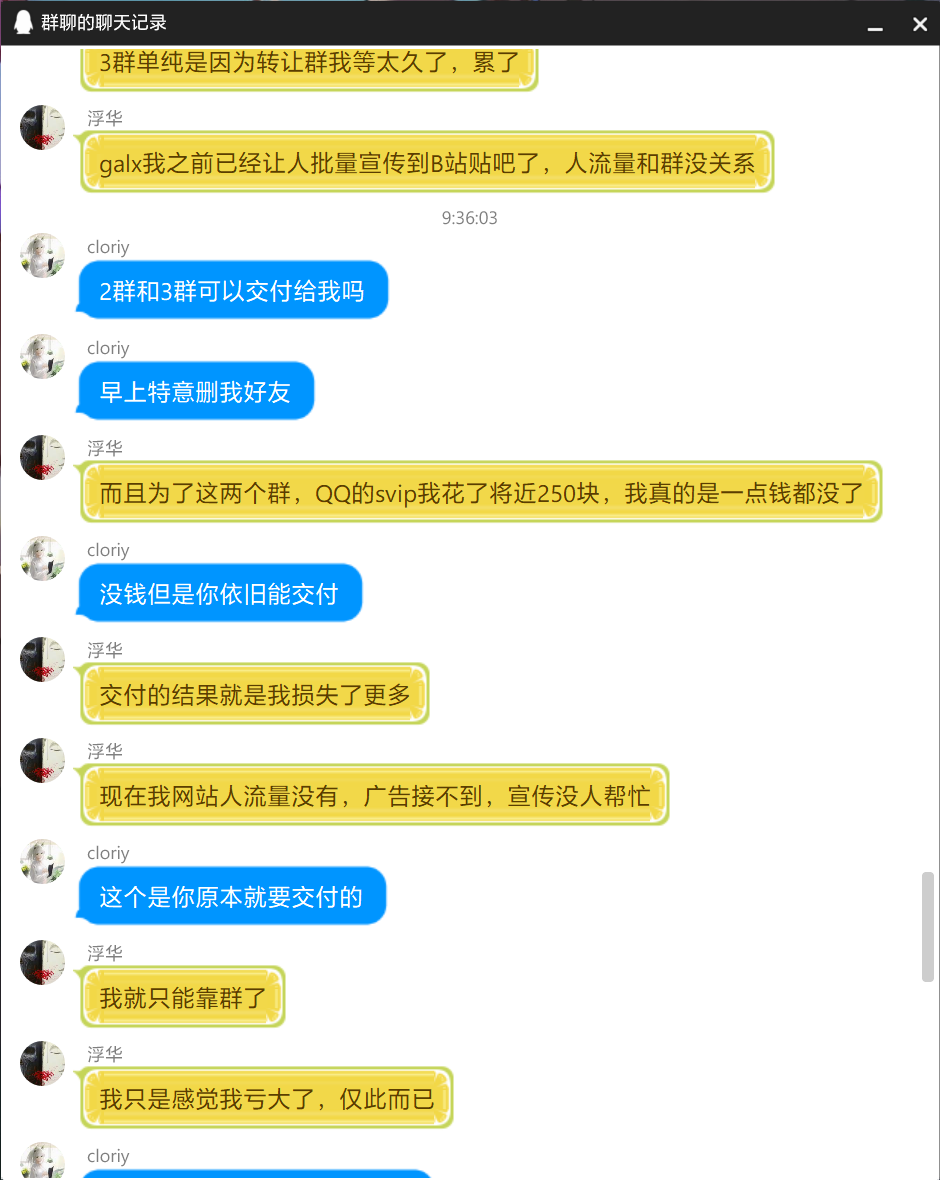 群聊的聊天记录
3群单纯是因为转让群我等太久了，累了
浮华
galx我之前已经让人批量宣传到B站贴吧了，人流量和群没关系
9:36:03
cloriy
2群和3群可以交付给我吗
cloriy
早上特意删我好友
浮华
而且为了这两个群，QQ的svip我花了将近250块，我真的是一点钱都没了
cloriy
没钱但是你依旧能交付
浮华
交付的结果就是我损失了更多
浮华
现在我网站人流量没有，广告接不到，宣传没人帮忙
cloriy
这个是你原本就要交付的
浮华
我就只能靠群了
浮华
我只是感觉我亏大了，仅此而已
cloriy